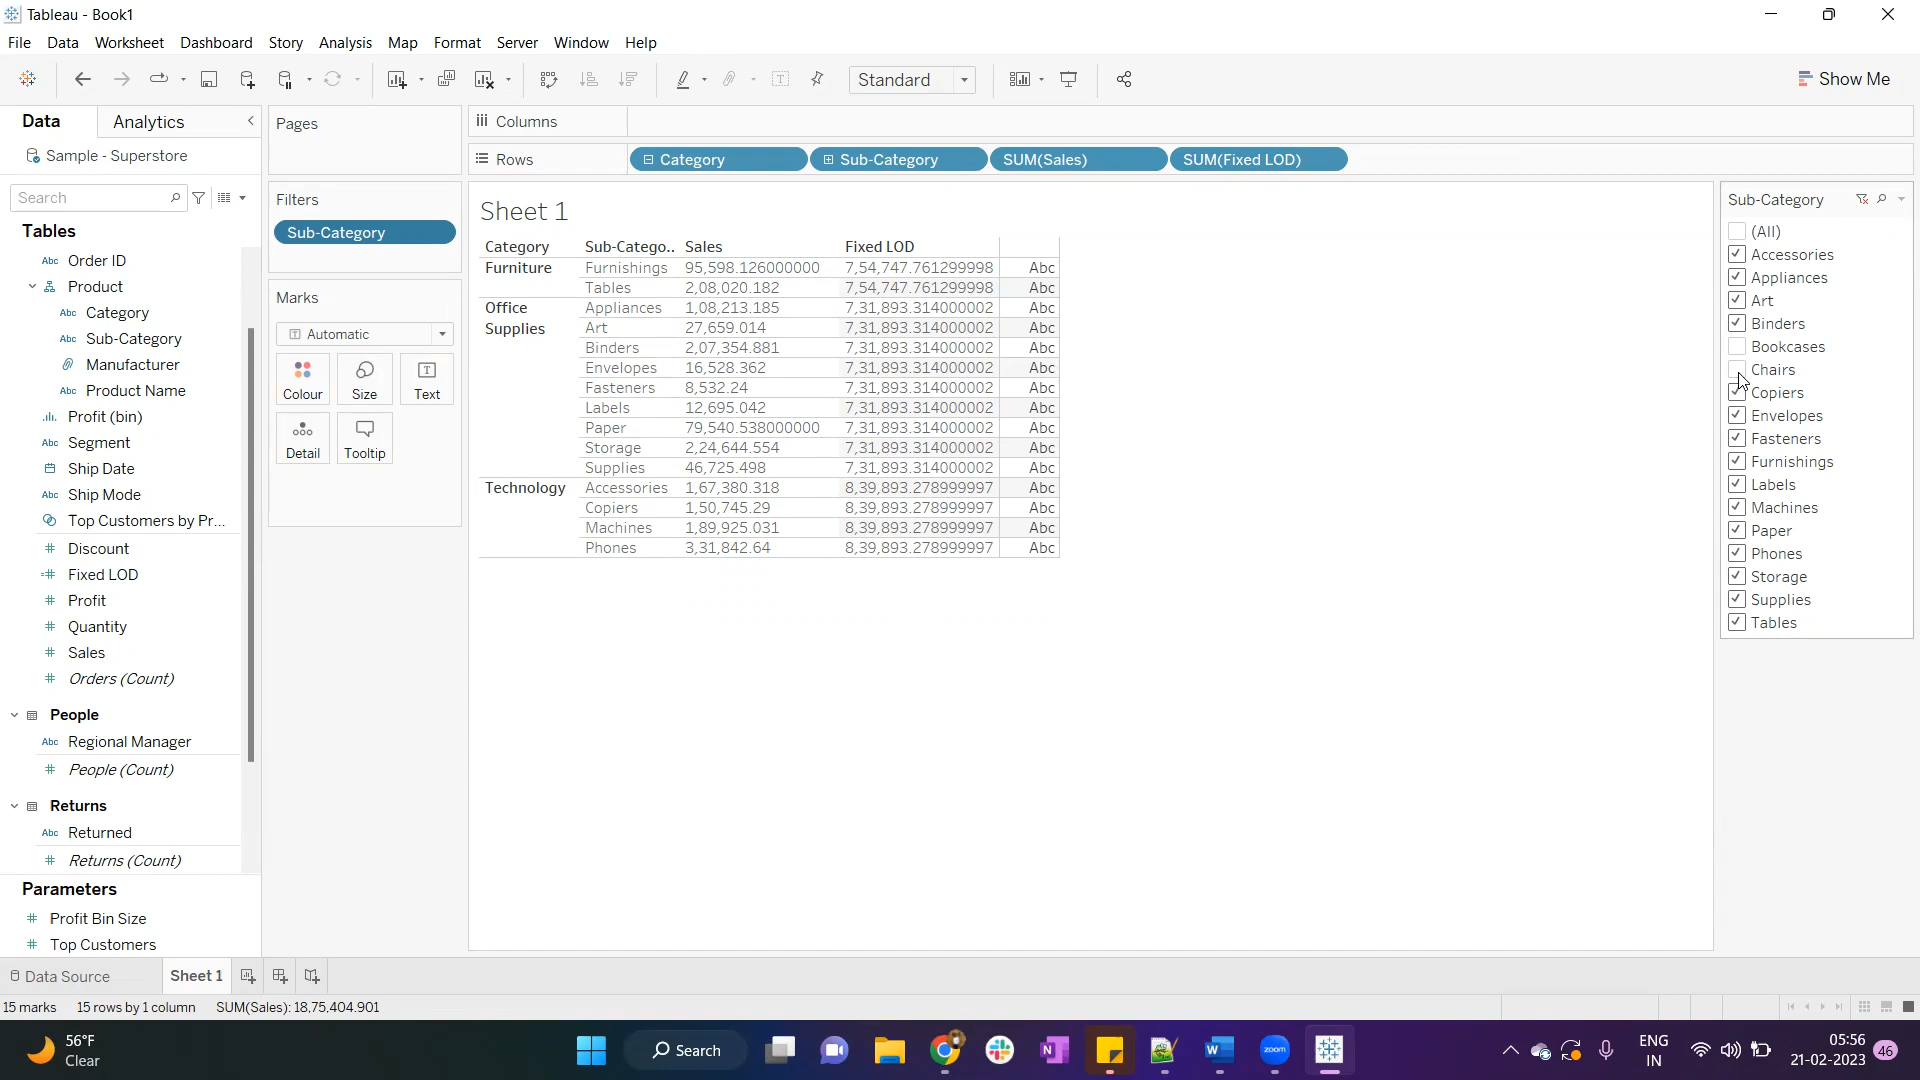 Tableau - Book1
File Data Worksheet Dashboard Story Analysis Map Format Server Window Help
Standard
Show Me
Data Analytics
Sample - Superstore
Search
Tables
Abc Order ID
Product
Abc Category
Abc Sub-Category
Manufacturer
Abc Product Name
Profit (bin)
Abc Segment
Ship Date
Abc Ship Mode
Top Customers by Pr...
# Discount
Fixed LOD
# Profit
# Quantity
# Sales
# Orders (Count)
People
Abc Regional Manager
# People (Count)
Returns
Abc Returned
# Returns (Count)
Parameters
# Profit Bin Size
# Top Customers
Pages
Filters
Sub-Category
Marks
Automatic
Colour Size Text
Detail Tooltip
Columns
Rows Category Sub-Category SUM(Sales) SUM(Fixed LOD)
Sheet 1
Category Sub-Catego.. Sales Fixed LOD
Furniture Furnishings 95,598.126000000 7,54,747.761299998 Abc
Tables 2,08,020.182 7,54,747.761299998 Abc
Office Appliances 1,08,213.185 7,31,893.314000002 Abc
Supplies Art 27,659.014 7,31,893.314000002 Abc
Binders 2,07,354.881 7,31,893.314000002 Abc
Envelopes 16,528.362 7,31,893.314000002 Abc
Fasteners 8,532.24 7,31,893.314000002 Abc
Labels 12,695.042 7,31,893.314000002 Abc
Paper 79,540.538000000 7,31,893.314000002 Abc
Storage 2,24,644.554 7,31,893.314000002 Abc
Supplies 46,725.498 7,31,893.314000002 Abc
Technology Accessories 1,67,380.318 8,39,893.278999997 Abc
Copiers 1,50,745.29 8,39,893.278999997 Abc
Machines 1,89,925.031 8,39,893.278999997 Abc
Phones 3,31,842.64 8,39,893.278999997 Abc
Sub-Category
(All)
Accessories
Appliances
Art
Binders
Bookcases
Chairs
Copiers
Envelopes
Fasteners
Furnishings
Labels
Machines
Paper
Phones
Storage
Supplies
Tables
Data Source Sheet 1
15 marks 15 rows by 1 column SUM(Sales): 18,75,404.901
56°F
Clear
Search
zoom
ENG
IN
05:56
21-02-2023
46